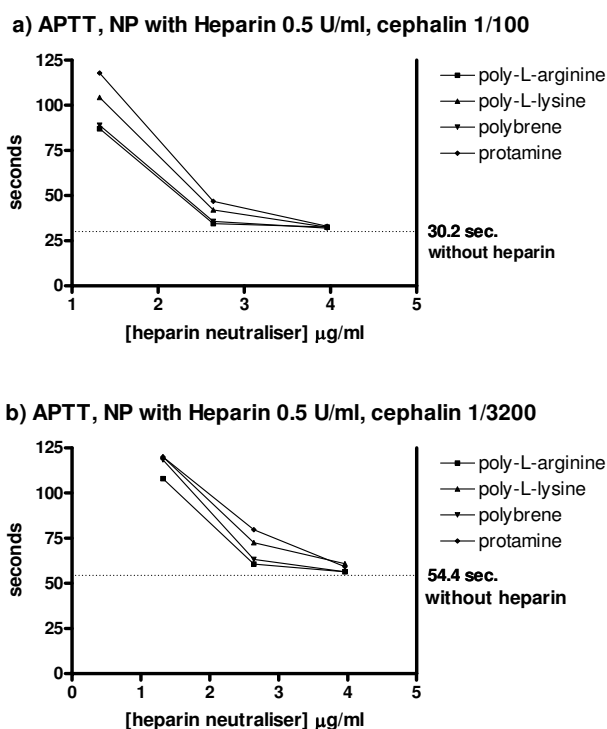 a) APTT, NP with Heparin 0.5 U/ml, cephalin 1/100
125
100
75
50
25
0
seconds
1
2
3
4
5
[heparin neutraliser] μg/ml
poly-L-arginine
poly-L-lysine
polybrene
protamine
30.2 sec.
without heparin
b) APTT, NP with Heparin 0.5 U/ml, cephalin 1/3200
125
100
75
50
25
0
seconds
0
1
2
3
4
5
[heparin neutraliser] μg/ml
poly-L-arginine
poly-L-lysine
polybrene
protamine
54.4 sec.
without heparin